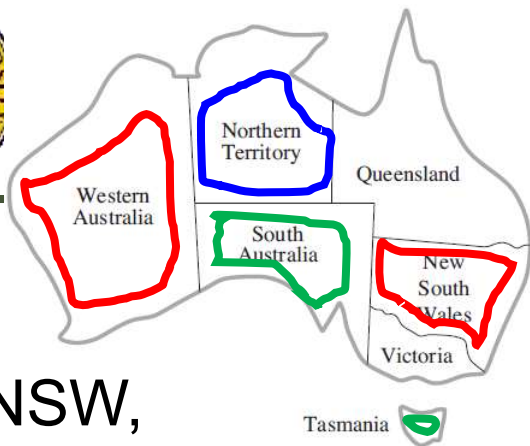 Northern
Territory
Western
Australia
Queensland
South
Australia
New
South
Wales
Victoria
NSW,
Tasmania